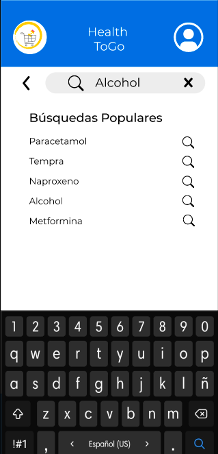 Health
ToGo
Alcohol
Búsquedas Populares
Paracetamol
Tempra
Naproxeno
Alcohol
Metformina
1 2 3 4 5 6 7 8 9 0
q w e r t y u i o p
a s d f g h j k l ñ
z x c v b n m
!#1 , < Español (US) > .